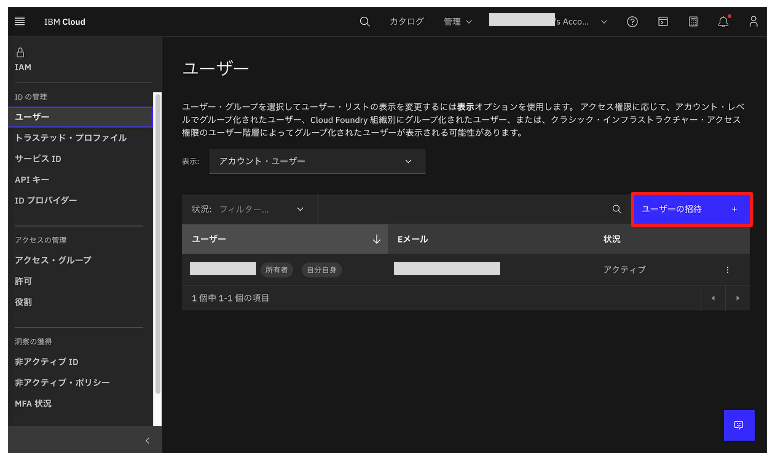 IBM Cloud
カタログ
管理
's Acco...
IAM
IDの管理
ユーザー
トラステッド・プロファイル
サービス ID
API キー
ID プロバイダー
アクセスの管理
アクセス・グループ
許可
役割
洞察の獲得
非アクティブ ID
非アクティブ・ポリシー
MFA 状況
ユーザー
ユーザー・グループを選択してユーザー・リストの表示を変更するには表示オプションを使用します。 アクセス権限に応じて、アカウント・レベ
ルでグループ化されたユーザー、Cloud Foundry 組織別にグループ化されたユーザー、または、クラシック・インフラストラクチャー・アクセス
権限のユーザー階層によってグループ化されたユーザーが表示される可能性があります。
表示:
アカウント・ユーザー
状況:
フィルター...
ユーザーの招待 +
ユーザー
Eメール
状況
所有者
自分自身
アクティブ
1 個中 1-1 個の項目